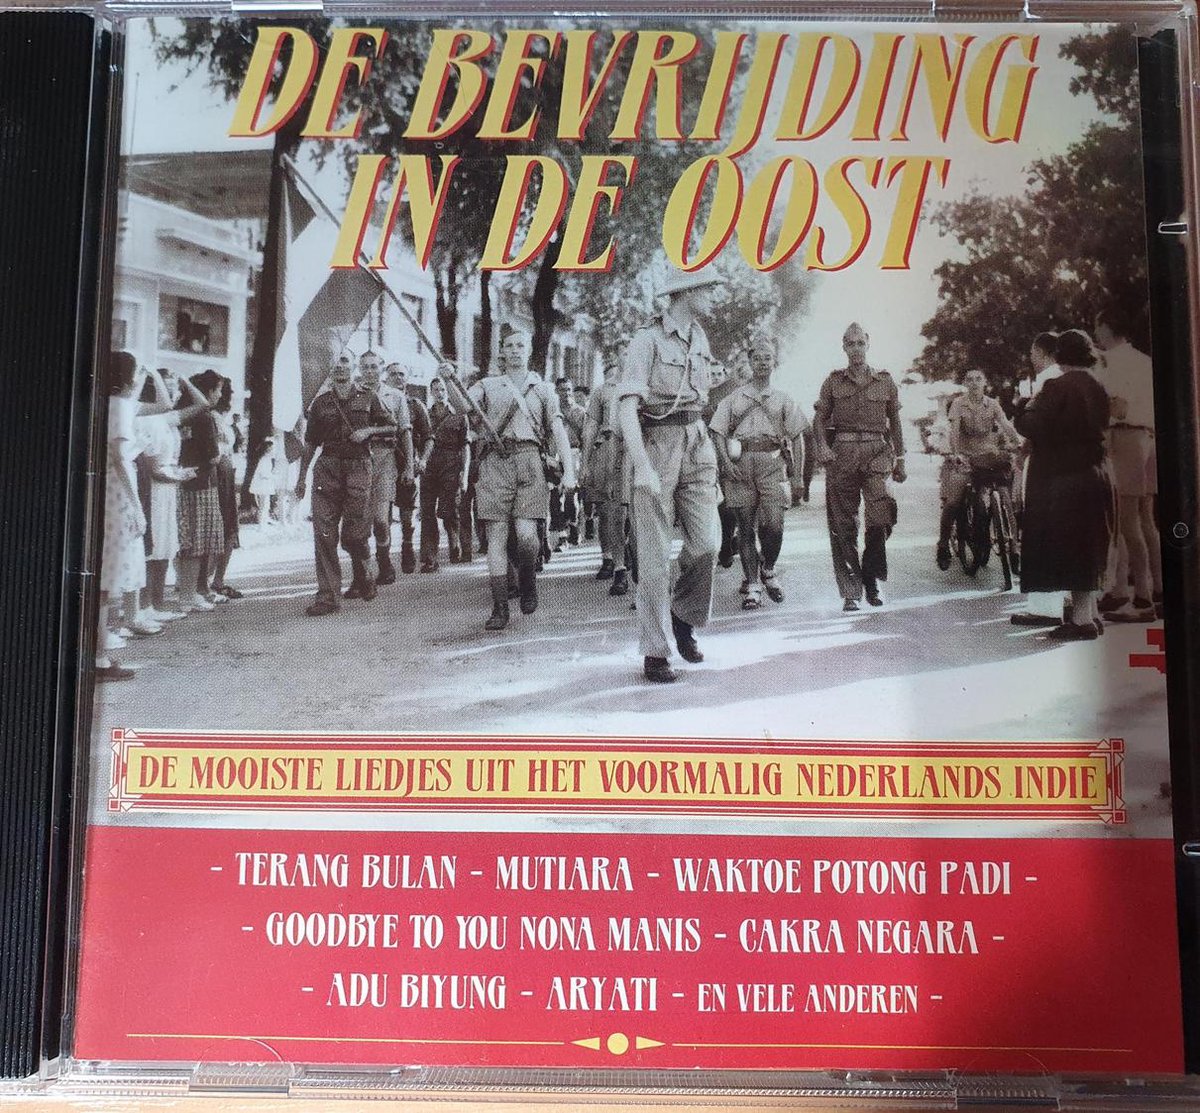 DE BEVRIJDING
IN DE OOST
DE MOOISTE LIEDJES UIT HET VOORMALIG NEDERLANDS INDIE
- TERANG BULAN - MUTIARA - WAKTOE POTONG PADI -
- GOODBYE TO YOU NONA MANIS - CAKRA NEGARA -
- ADU BIYUNG - ARYATI - EN VELE ANDEREN -